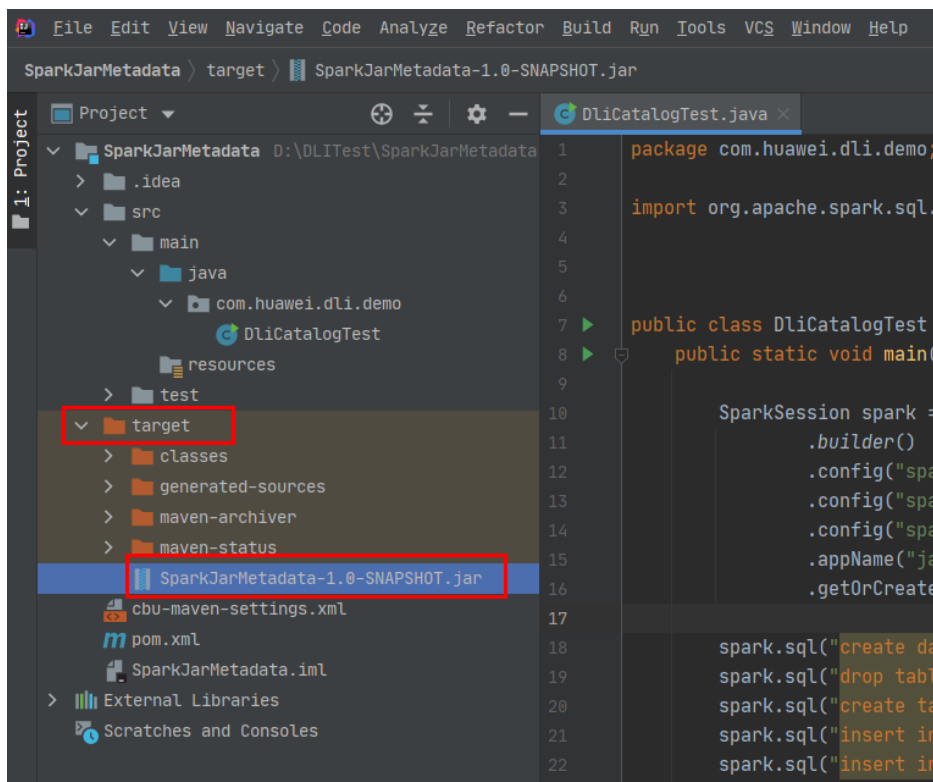 File Edit View Navigate Code Analyze Refactor Build Run Tools VCS Window Help
SparkJarMetadata target SparkJarMetadata-1.0-SNAPSHOT.jar
1: Project
Project
SparkJarMetadata D:\DLITest\SparkJarMetadata
.idea
src
main
java
com.huawei.dli.demo
DliCatalogTest
resources
test
target
classes
generated-sources
maven-archiver
maven-status
SparkJarMetadata-1.0-SNAPSHOT.jar
cbu-maven-settings.xml
pom.xml
SparkJarMetadata.iml
External Libraries
Scratches and Consoles
DliCatalogTest.java
1 package com.huawei.dli.demo;
2
3 import org.apache.spark.sql.
4
5
6
7 public class DliCatalogTest
8 public static void main(
9
10 SparkSession spark =
11 .builder()
12 .config("spa
13 .config("spa
14 .config("spa
15 .appName("ja
16 .getOrCreate
17
18 spark.sql("create da
19 spark.sql("drop tabl
20 spark.sql("create ta
21 spark.sql("insert in
22 spark.sql("insert in